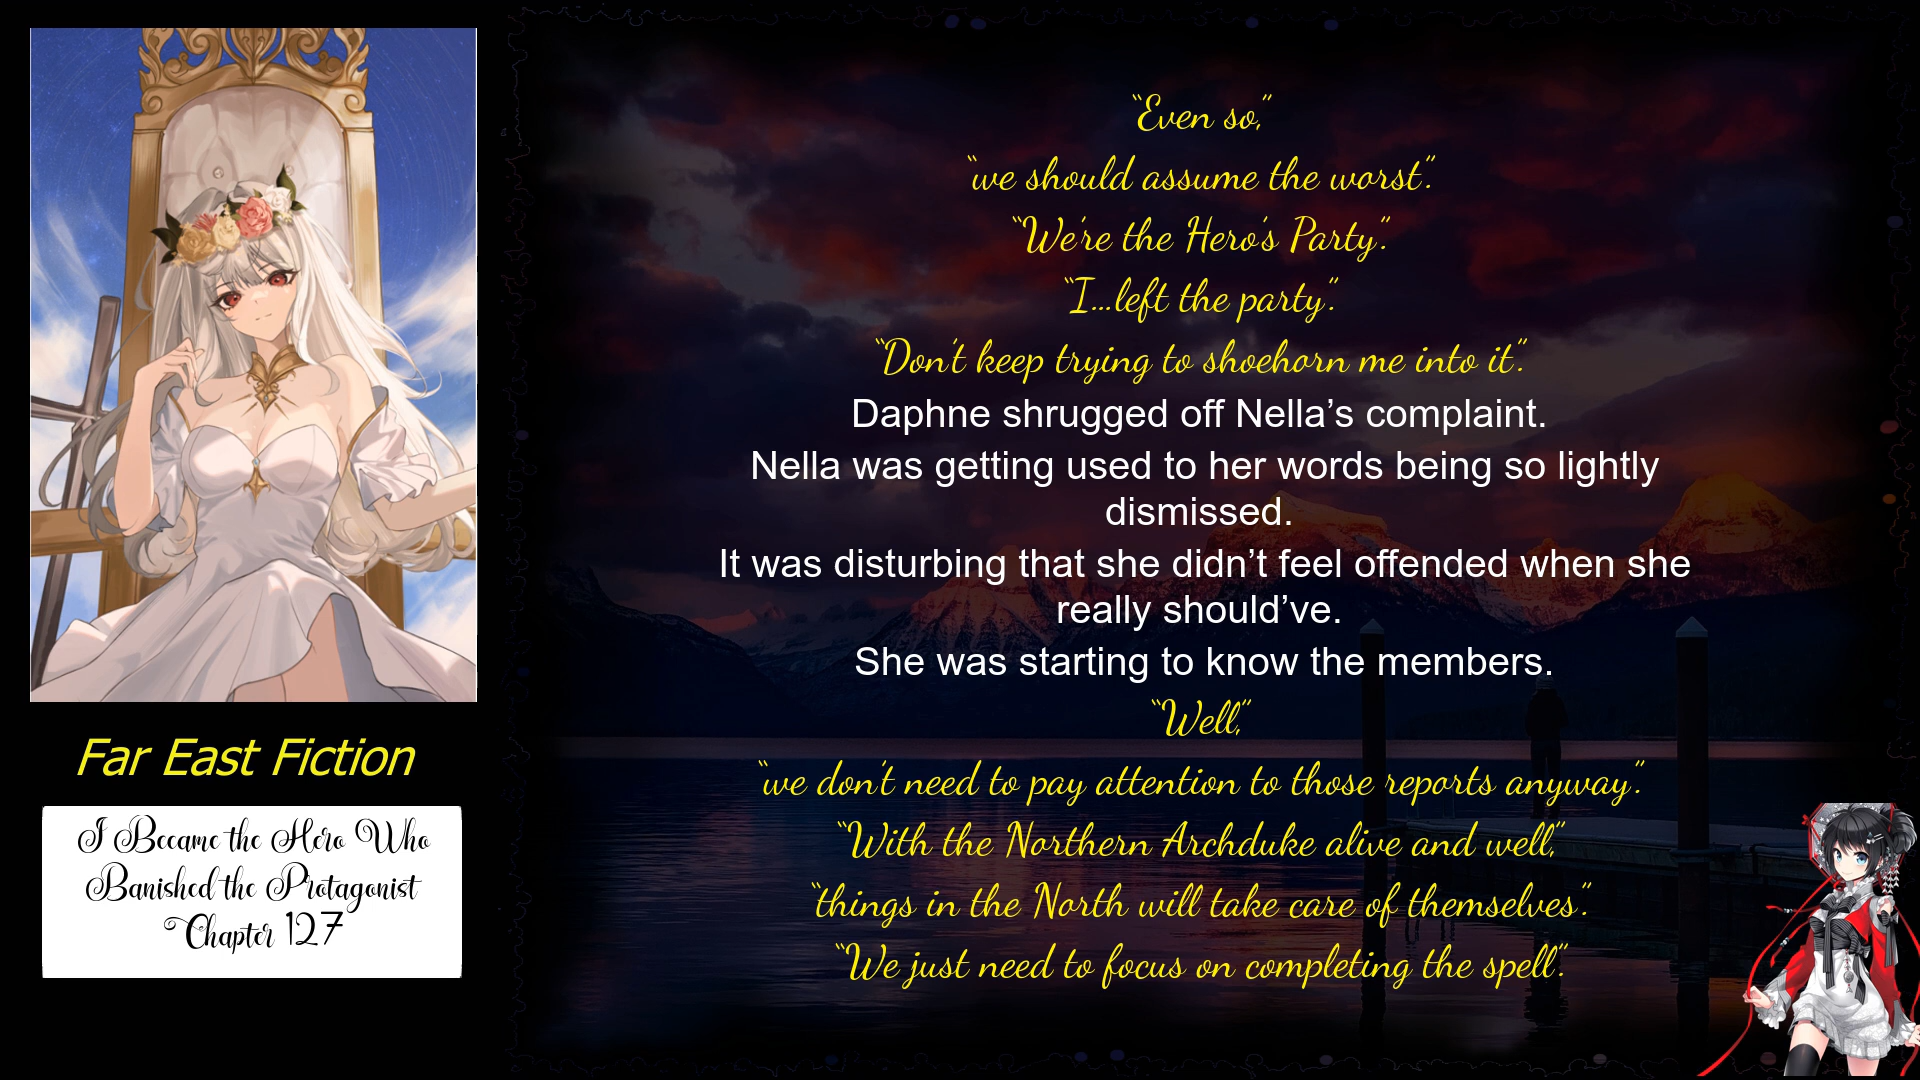 Far East Fiction
I Became the Hero Who
Banished the Protagonist
Chapter 127
“Even so,”
“we should assume the worst.”
“We’re the Hero’s Party.”
“I...left the party.”
“Don’t keep trying to shoehorn me into it.”
Daphne shrugged off Nella’s complaint.
Nella was getting used to her words being so lightly
dismissed.
It was disturbing that she didn’t feel offended when she
really should’ve.
She was starting to know the members.
“Well,”
“we don’t need to pay attention to those reports anyway.”
“With the Northern Archduke alive and well,”
“things in the North will take care of themselves.”
“We just need to focus on completing the spell.”